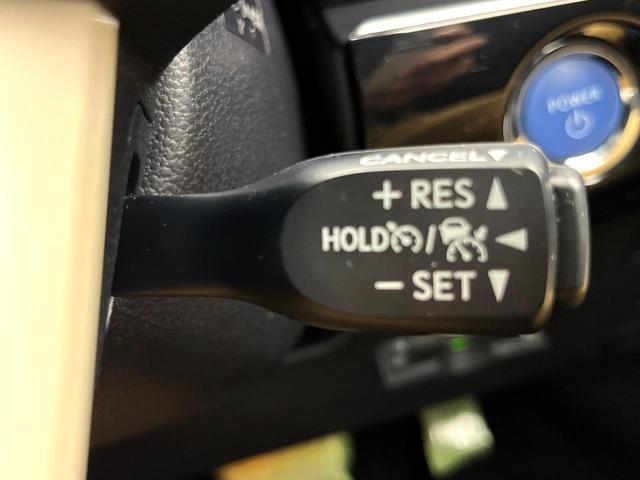 POWER
CANCEL▼
+ RES ▲
HOLD / ◀
− SET ▼